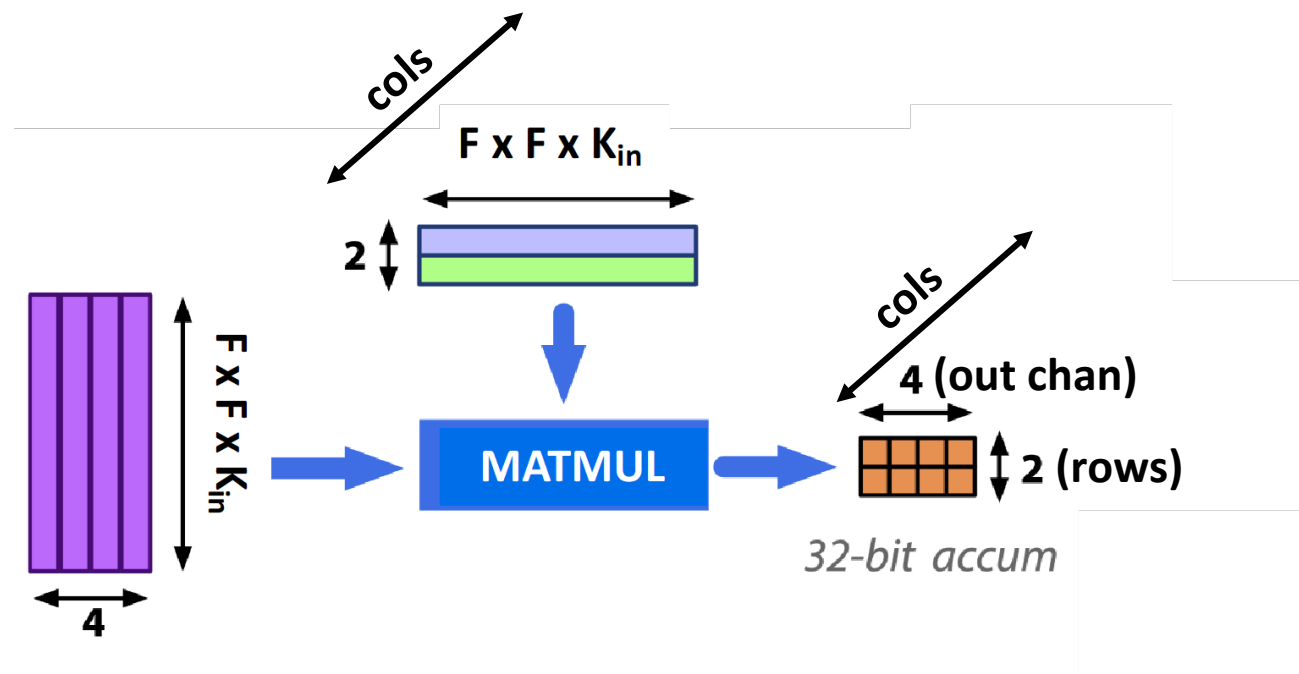 cols
F x F x Kin
2
F x F x Kin
4
MATMUL
cols
4 (out chan)
2 (rows)
32-bit accum